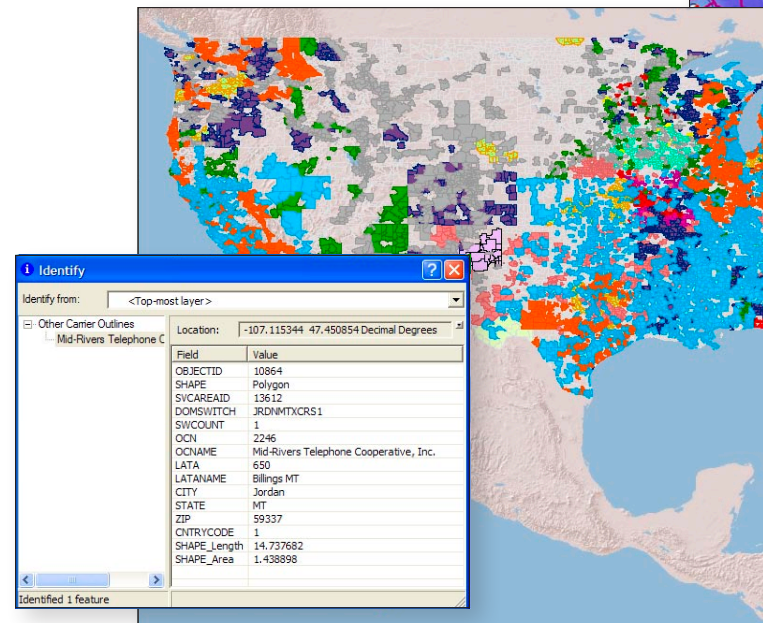 Identify
Identify from: <Top-most layer>
Other Carrier Outlines
Mid-Rivers Telephone C
Location: -107.115344 47.450854 Decimal Degrees
Field Value
OBJECTID 10864
SHAPE Polygon
SVCAREAID 13612
DOMSWITCH JRDNMTXCRS1
SWCOUNT 1
OCN 2246
OCNAME Mid-Rivers Telephone Cooperative, Inc.
LATA 650
LATANAME Billings MT
CITY Jordan
STATE MT
ZIP 59337
CNTRYCODE 1
SHAPE_Length 14.737682
SHAPE_Area 1.438898
Identified 1 feature